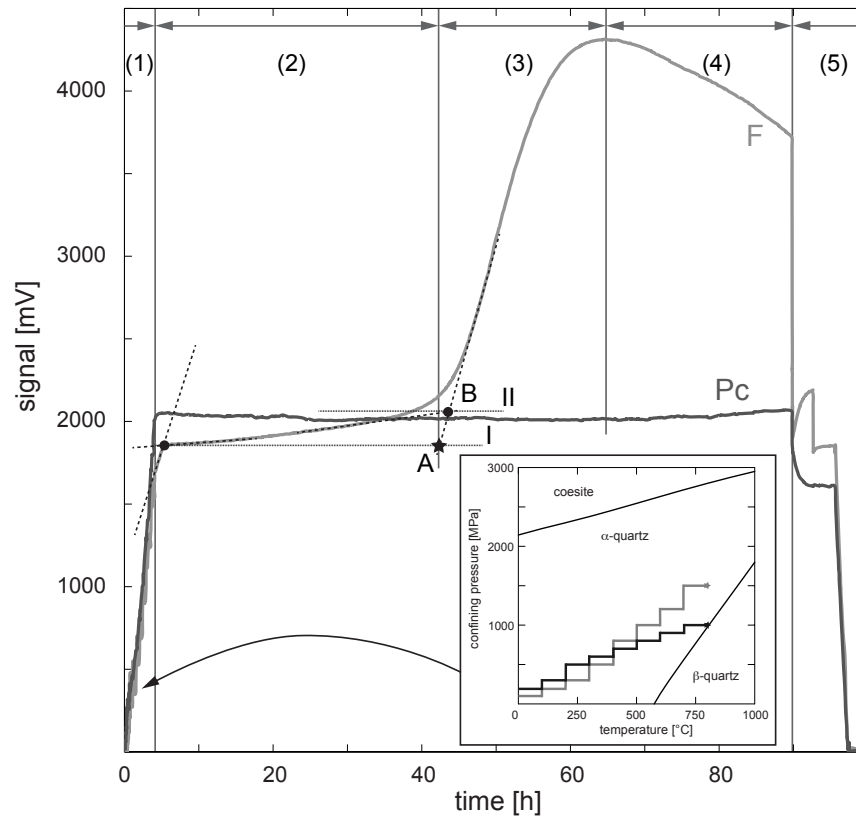 (1) (2) (3) (4) (5)
4000
3000
2000
1000
0
signal [mV]
F
Pc
B
II
I
A
3000
2000
1000
confining pressure [MPa]
coesite
α-quartz
β-quartz
0 250 500 750 1000
temperature [°C]
0 20 40 60 80
time [h]